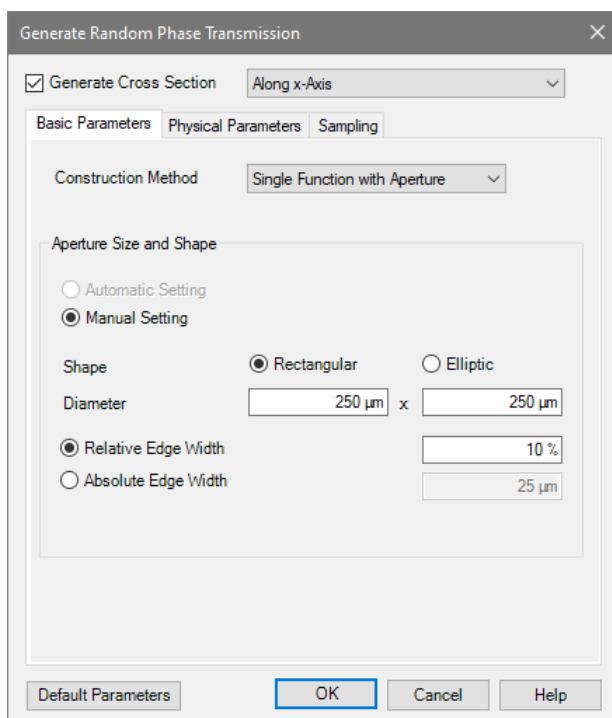 Generate Random Phase Transmission
Generate Cross Section Along x-Axis
Basic Parameters Physical Parameters Sampling
Construction Method Single Function with Aperture
Aperture Size and Shape
Automatic Setting
Manual Setting
Shape Rectangular Elliptic
Diameter 250 µm x 250 µm
Relative Edge Width 10 %
Absolute Edge Width 25 µm
Default Parameters OK Cancel Help